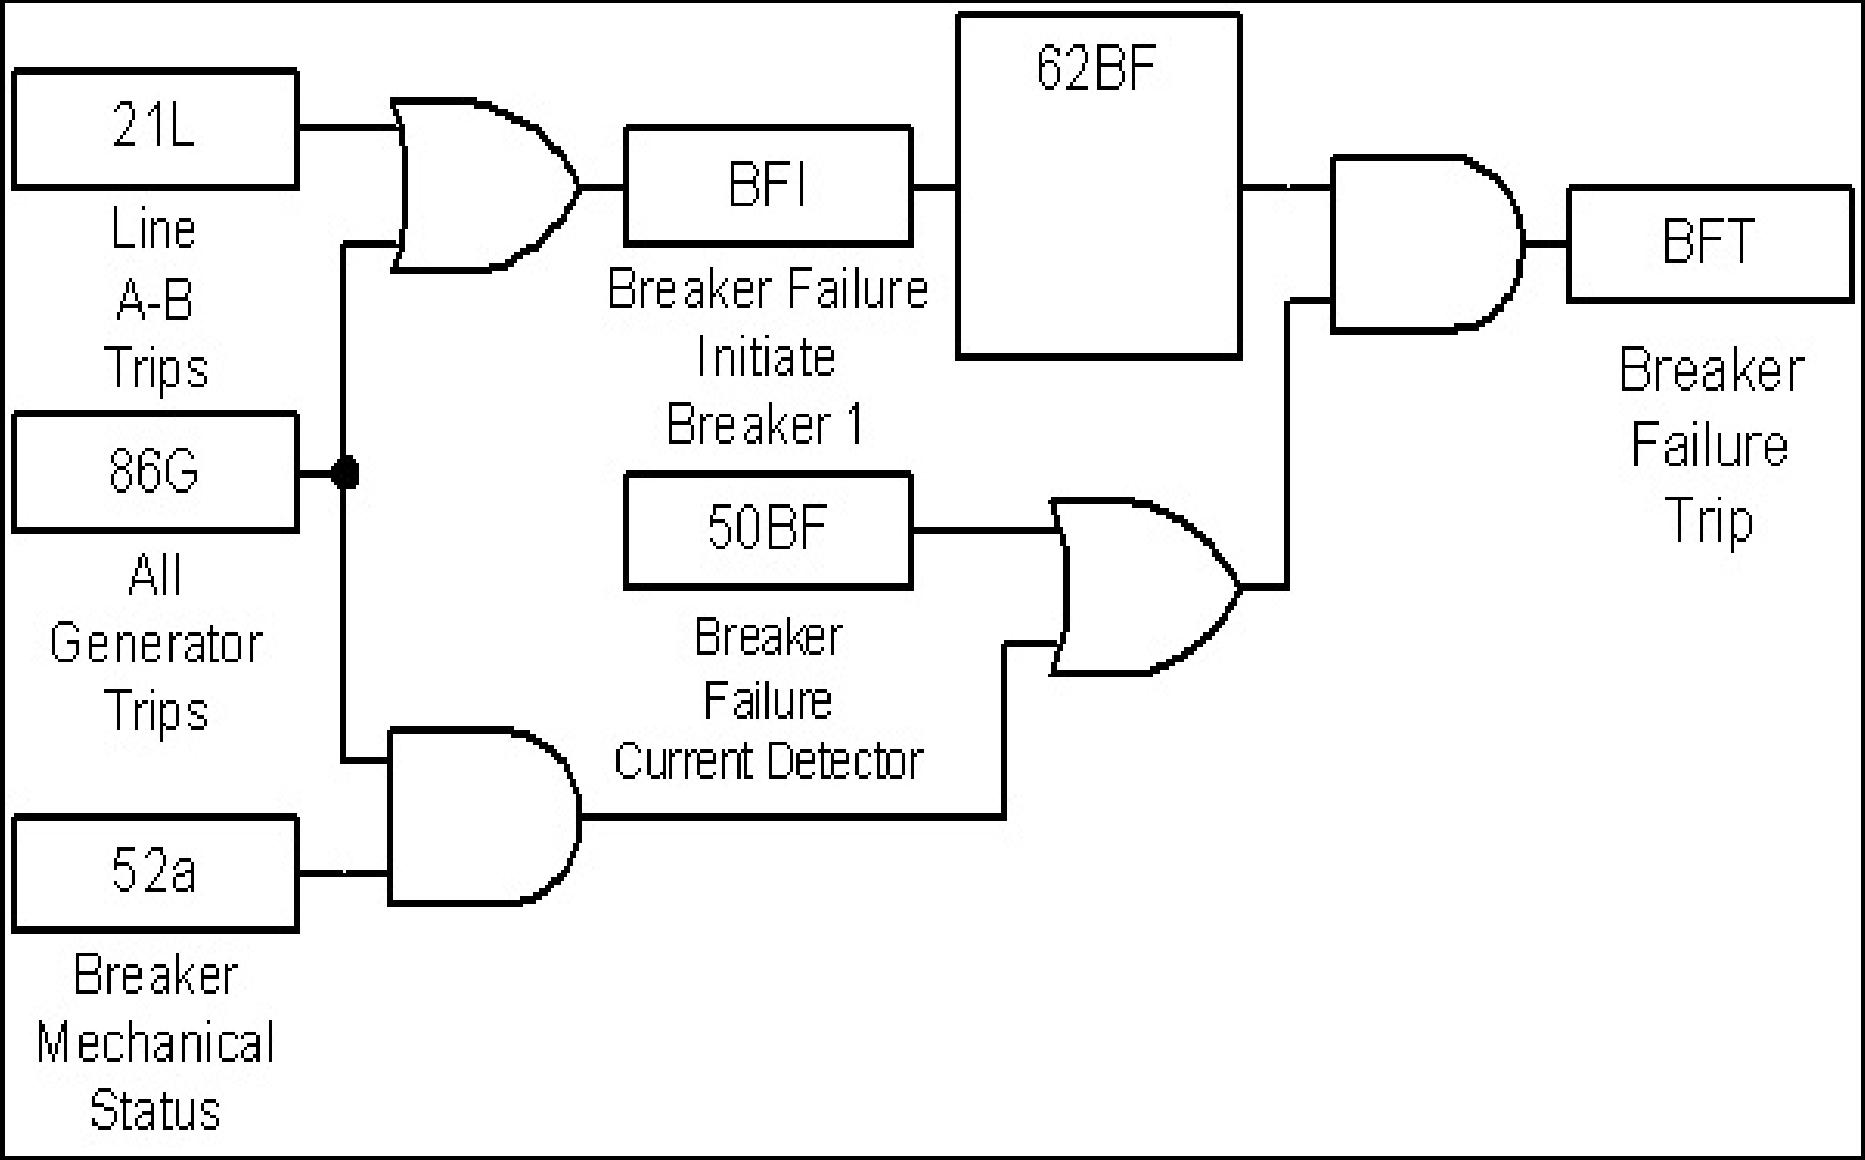 21L
Line
A-B
Trips
86G
All
Generator
Trips
52a
Breaker
Mechanical
Status
BFI
Breaker Failure
Initiate
Breaker 1
50BF
Breaker
Failure
Current Detector
62BF
BFT
Breaker
Failure
Trip